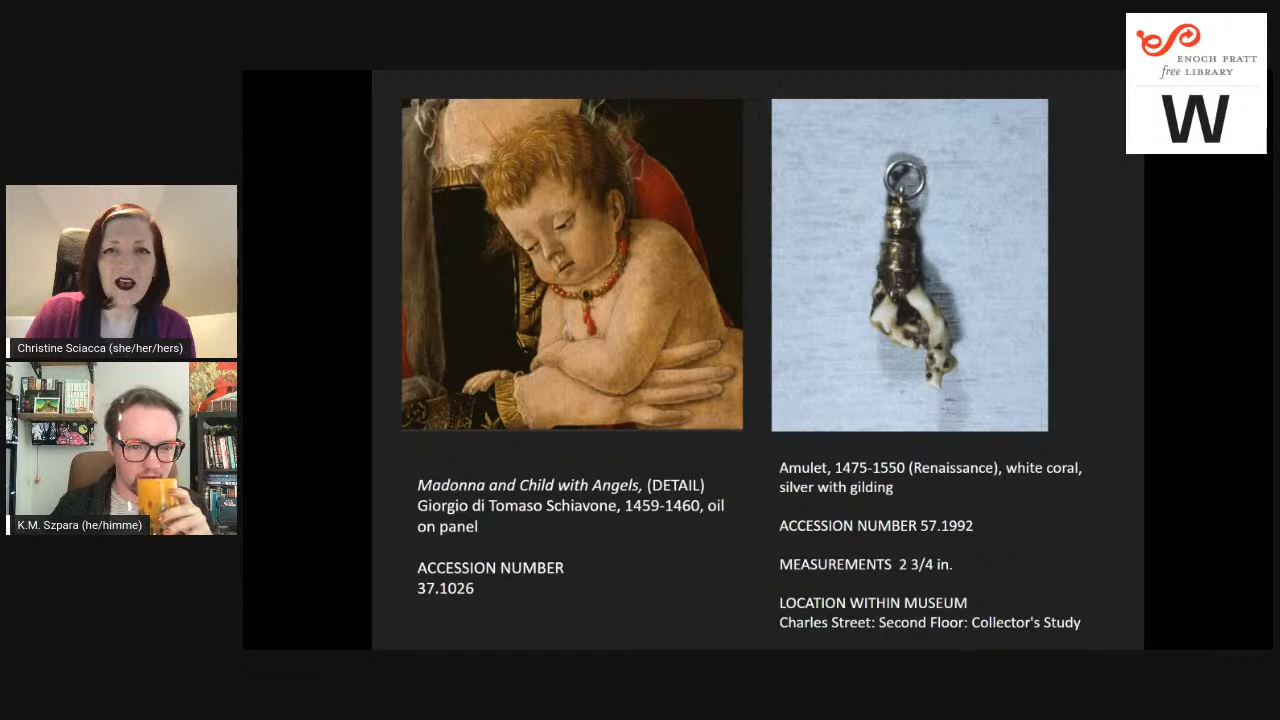 ENOCH PRATT
free LIBRARY
W
Christine Sciacca (she/her/hers)
K.M. Szpara (he/himme)
Madonna and Child with Angels, (DETAIL)
Giorgio di Tomaso Schiavone, 1459-1460, oil
on panel
ACCESSION NUMBER
37.1026
Amulet, 1475-1550 (Renaissance), white coral,
silver with gilding
ACCESSION NUMBER 57.1992
MEASUREMENTS 2 3/4 in.
LOCATION WITHIN MUSEUM
Charles Street: Second Floor: Collector's Study